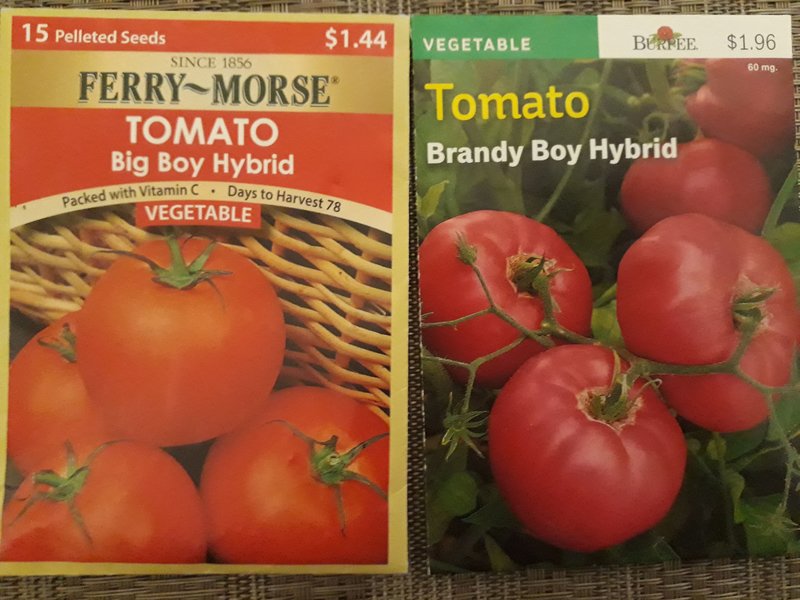 15 Pelleted Seeds $1.44
SINCE 1856
FERRY~MORSE®
TOMATO
Big Boy Hybrid
Packed with Vitamin C • Days to Harvest 78
VEGETABLE
VEGETABLE BURPEE. $1.96
60 mg.
Tomato
Brandy Boy Hybrid